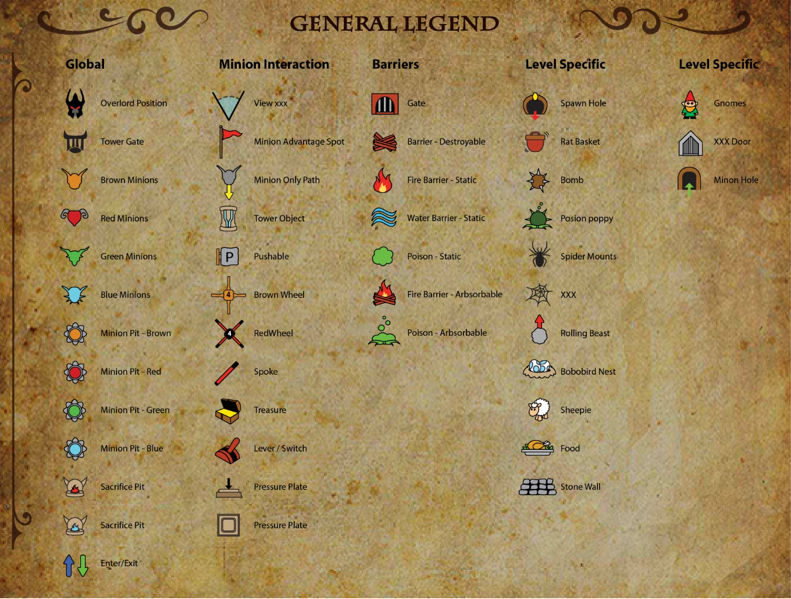 GENERAL LEGEND
Global
Overlord Position
Tower Gate
Brown Minions
Red Minions
Green Minions
Blue Minions
Minion Pit - Brown
Minion Pit - Red
Minion Pit - Green
Minion Pit - Blue
Sacrifice Pit
Sacrifice Pit
Enter/Exit
Minion Interaction
View xxx
Minion Advantage Spot
Minion Only Path
Tower Object
P
Pushable
4
Brown Wheel
4
RedWheel
Spoke
Treasure
Lever / Switch
Pressure Plate
Pressure Plate
Barriers
Gate
Barrier - Destroyable
Fire Barrier - Static
Water Barrier - Static
Poison - Static
Fire Barrier - Arbsorbable
Poison - Arbsorbable
Level Specific
Spawn Hole
Rat Basket
Bomb
Posion poppy
Spider Mounts
XXX
Rolling Beast
Bobobird Nest
Sheepie
Food
Stone Wall
Level Specific
Gnomes
XXX Door
Minon Hole